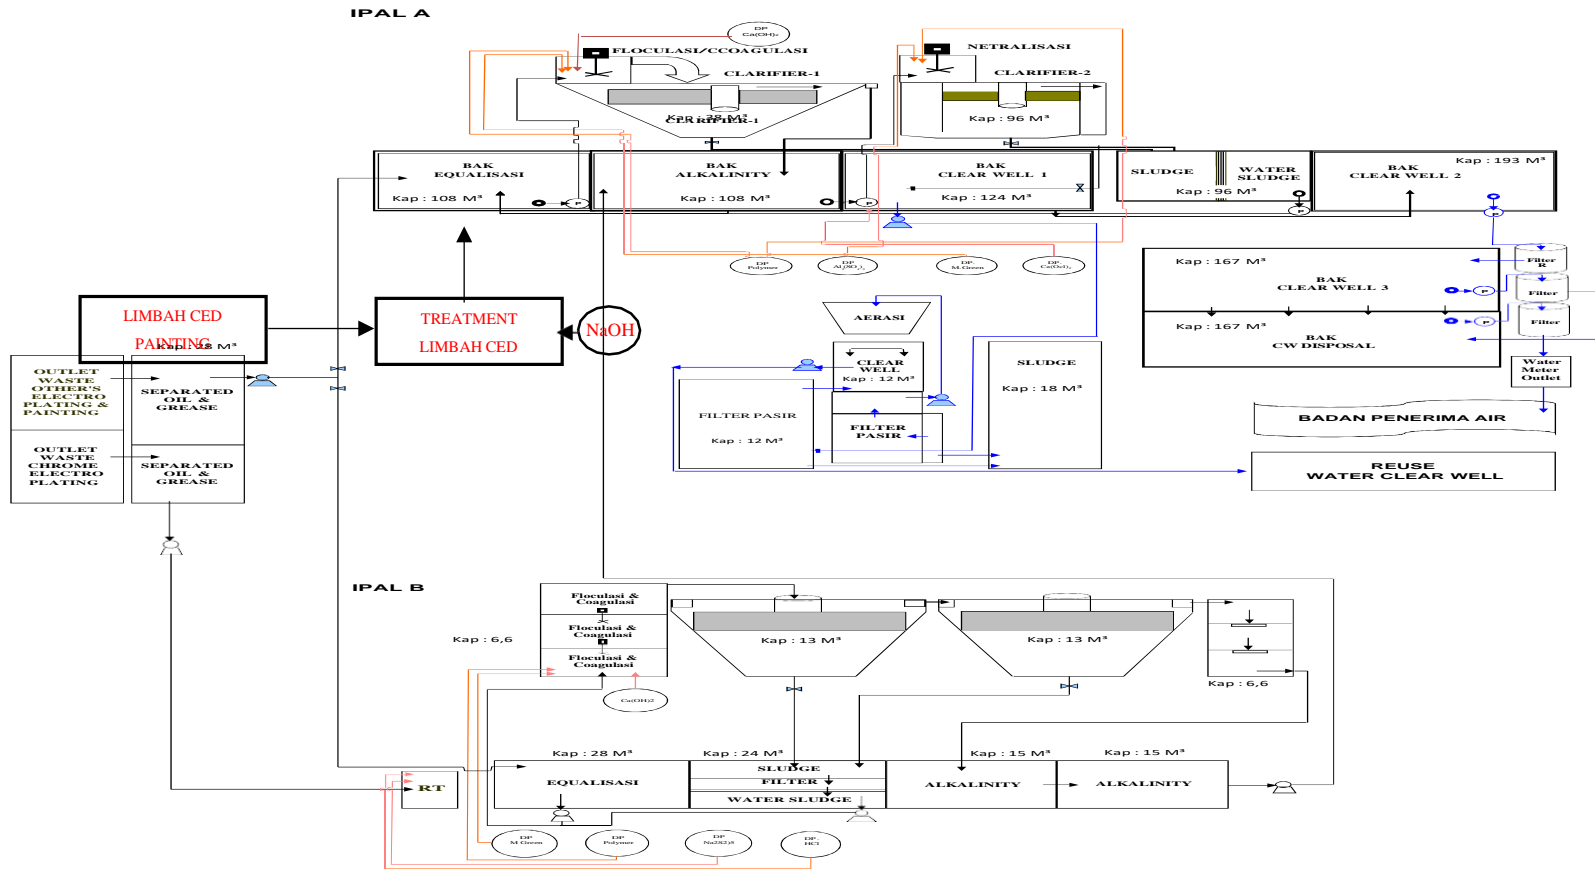 IPAL A
DP
Ca(OH)₂
FLOCULASI/CCOAGULASI
NETRALISASI
CLARIFIER-1
CLARIFIER-2
Kap : 28 M³
CLARIFIER-1
Kap : 96 M³
BAK
EQUALISASI
Kap : 108 M³
P
BAK
ALKALINITY
Kap : 108 M³
P
BAK
CLEAR WELL 1
Kap : 124 M³
SLUDGE
WATER
SLUDGE
Kap : 96 M³
P
Kap : 193 M³
BAK
CLEAR WELL 2
P
DP
Polymer
DP
DP.
M.Green
DP.
Kap : 167 M³
BAK
CLEAR WELL 3
P
Kap : 167 M³
BAK
CW DISPOSAL
P
Filter
R
Filter
Filter
Water
Meter
Outlet
BADAN PENERIMA AIR
REUSE
WATER CLEAR WELL
LIMBAH CED
PAINTING
TREATMENT
LIMBAH CED
NaOH
Kap : 28 M³
OUTLET
WASTE
OTHER'S
ELECTRO
PLATING &
PAINTING
SEPARATED
OIL &
GREASE
OUTLET
WASTE
CHROME
ELECTRO
PLATING
SEPARATED
OIL &
GREASE
AERASI
CLEAR
WELL
Kap : 12 M³
FILTER PASIR
Kap : 12 M³
FILTER
PASIR
SLUDGE
Kap : 18 M³
IPAL B
Floculasi &
Coagulasi
Floculasi &
Coagulasi
Floculasi &
Coagulasi
Kap : 6,6
Kap : 13 M³
Kap : 13 M³
Kap : 6,6
Ca(OH)2
Kap : 28 M³
Kap : 24 M³
Kap : 15 M³
Kap : 15 M³
EQUALISASI
SLUDGE
FILTER
WATER SLUDGE
ALKALINITY
ALKALINITY
RT
DP
M.Green
DP
Polymer
DP
Na2S2)5
DP.
HCl